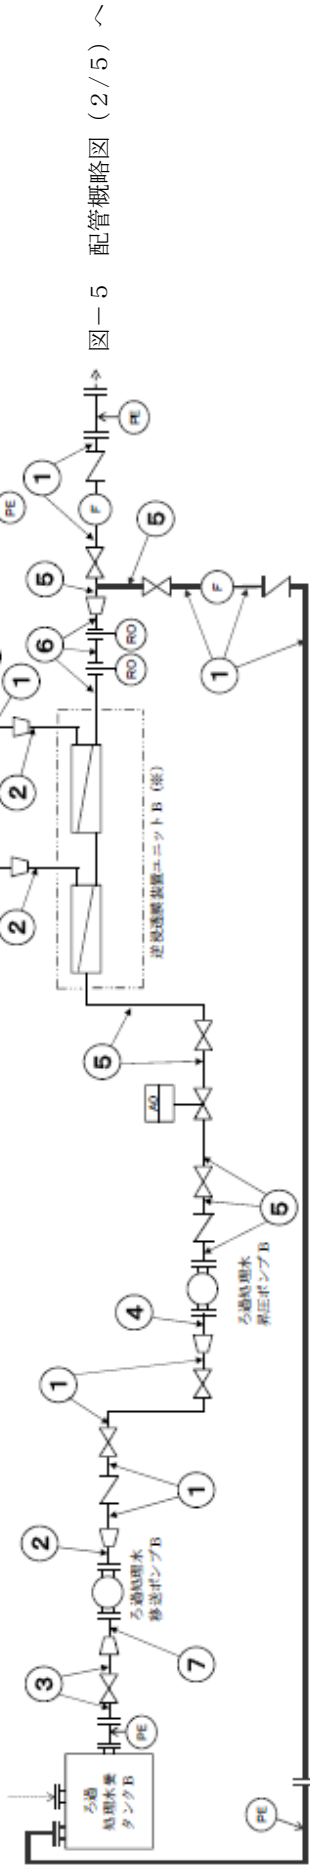 ろ過
処理水受
タンクB
PE
3
7
2
ろ過処理水
移送ポンプB
1
1
4
ろ過処理水
昇圧ポンプB
5
AO
5
2
2
逆浸透膜装置ユニットB（※）
1
6
RO
RO
5
F
1
PE
PE
5
F
1
PE
図－5　配管概略図（2/5）へ